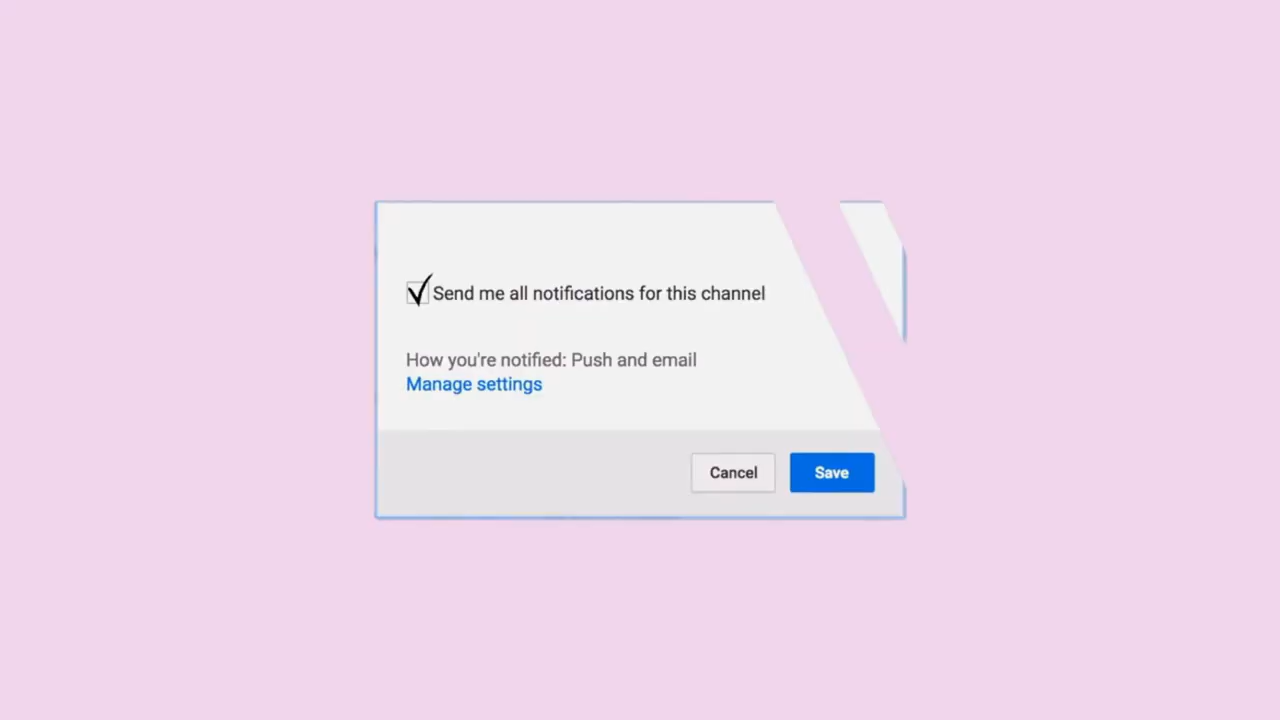 Send me all notifications for this channel
How you're notified: Push and email
Manage settings
Cancel
Save